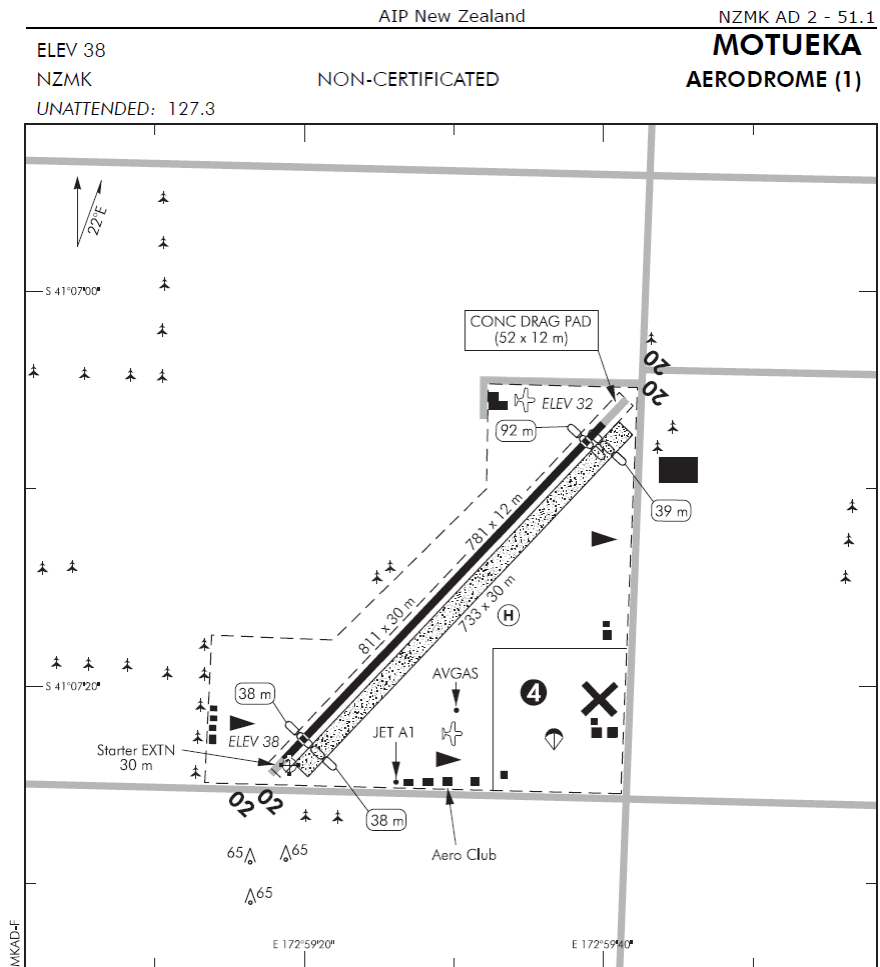 AIP New Zealand
NZMK AD 2 - 51.1
ELEV 38
MOTUEKA
NZMK
NON-CERTIFICATED
AERODROME (1)
UNATTENDED: 127.3
22°E
S 41°07'00"
CONC DRAG PAD
(52 x 12 m)
20
20
ELEV 32
92 m
39 m
781 x 12 m
733 x 30 m
811 x 30 m
H
S 41°07'20"
AVGAS
4
38 m
JET A1
ELEV 38
Starter EXTN
30 m
02
02
38 m
Aero Club
65
65
65
E 172°59'20"
E 172°59'40"
MKAD-F